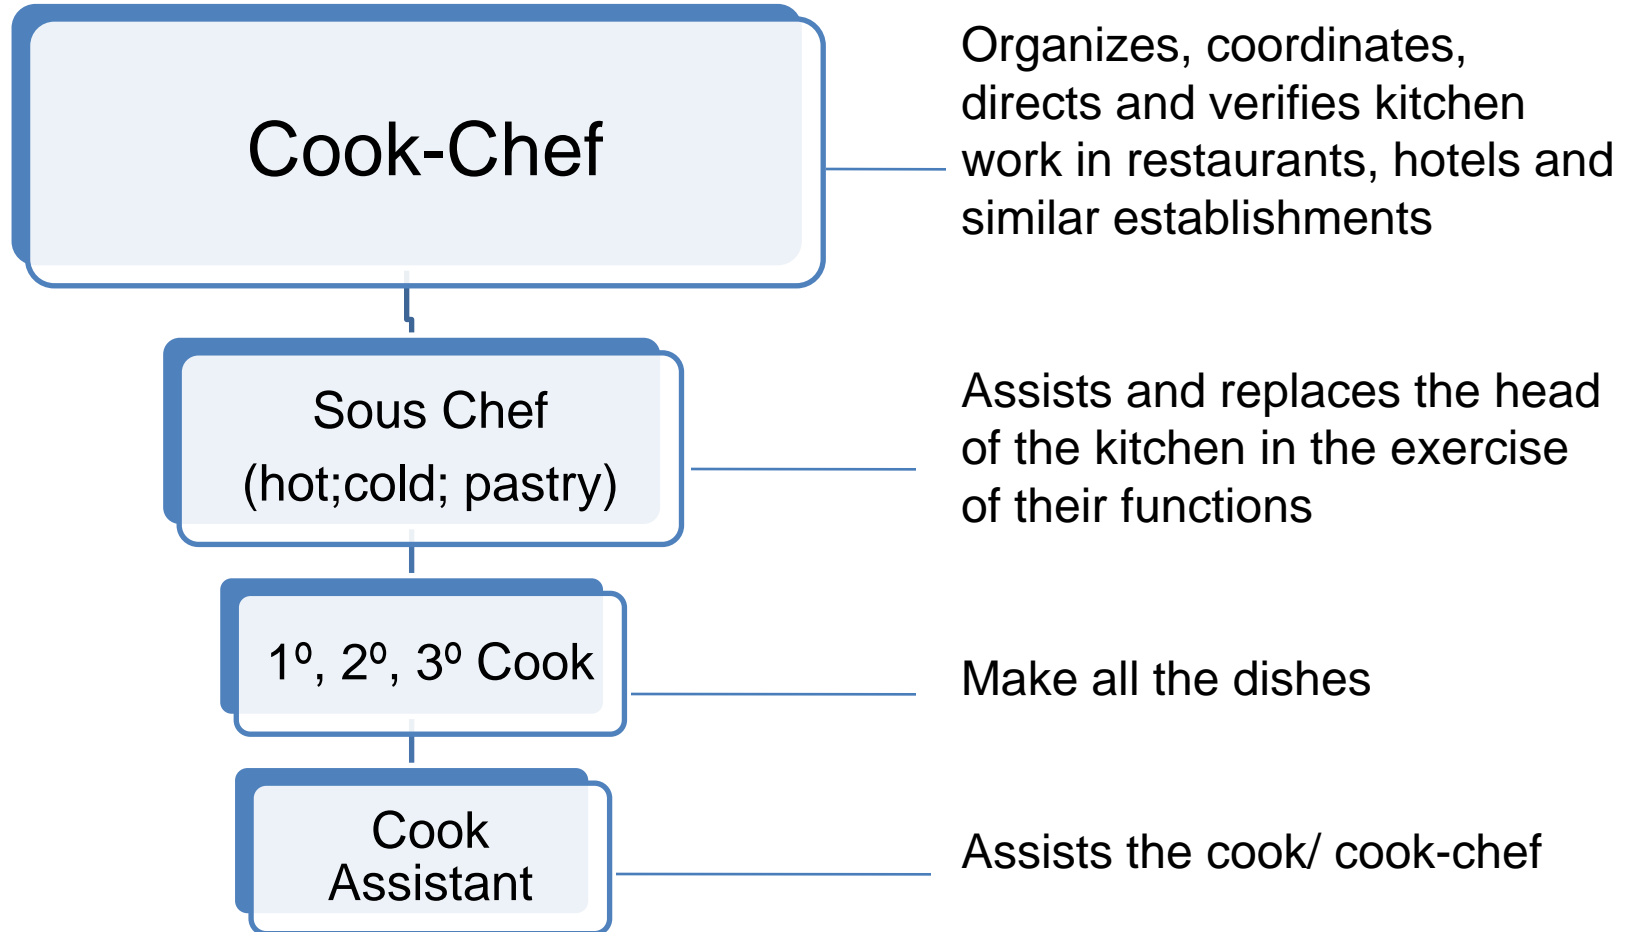 Cook-Chef
Organizes, coordinates,
directs and verifies kitchen
work in restaurants, hotels and
similar establishments
Sous Chef
(hot;cold; pastry)
Assists and replaces the head
of the kitchen in the exercise
of their functions
1º, 2º, 3º Cook
Make all the dishes
Cook
Assistant
Assists the cook/ cook-chef